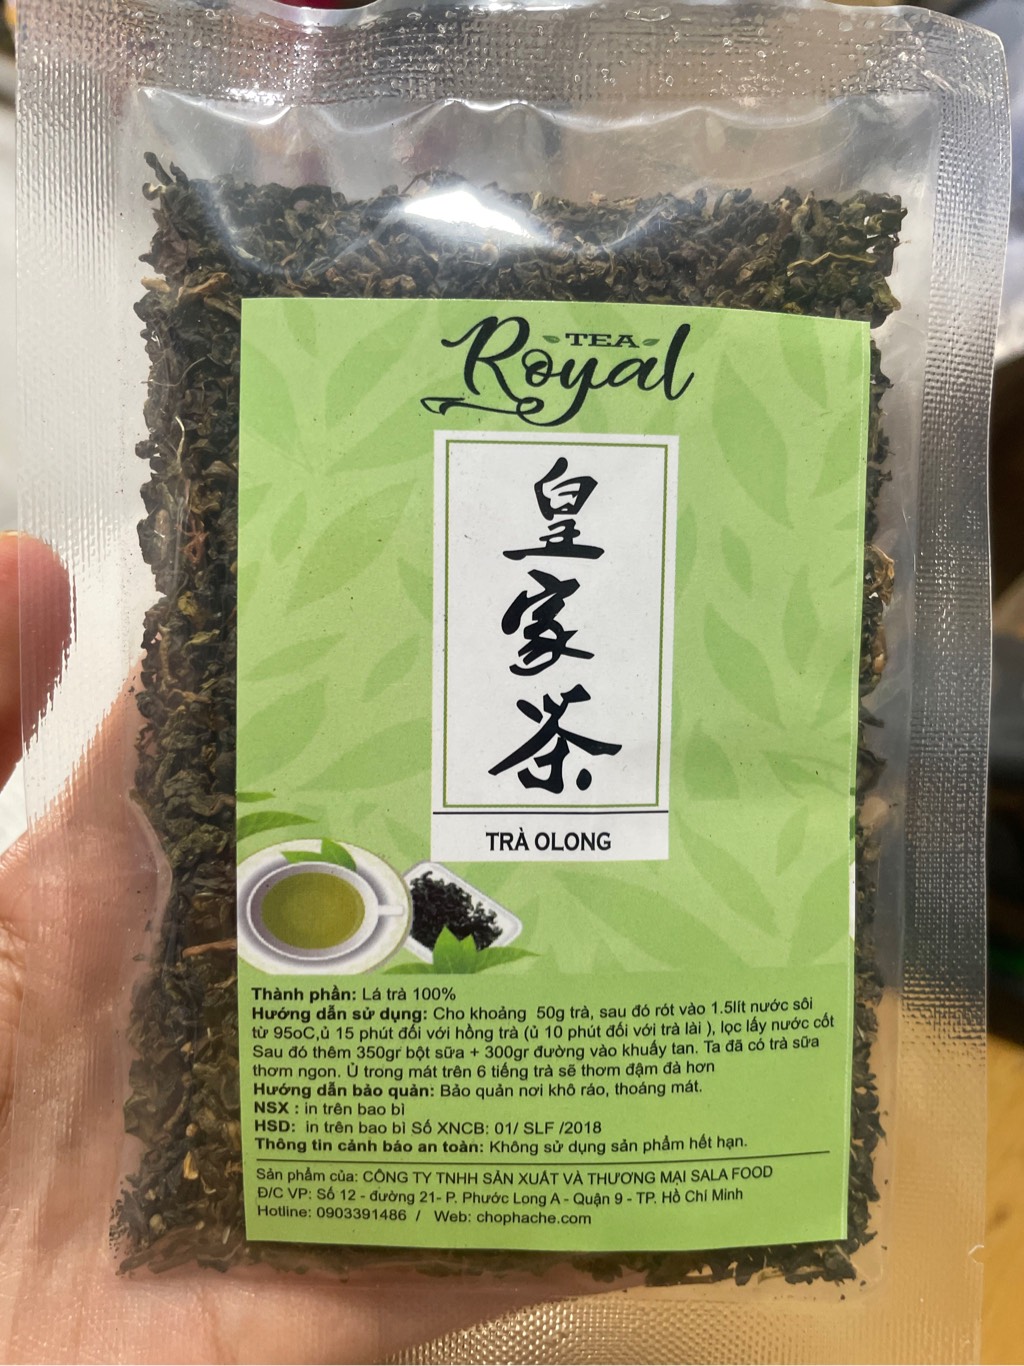 TEA
Royal
皇
家
茶
TRÀ OLONG
Thành phần: Lá trà 100%
Hướng dẫn sử dụng: Cho khoảng 50g trà, sau đó rót vào 1.5lít nước sôi
từ 95oC,ủ 15 phút đối với hồng trà (ủ 10 phút đối với trà lài ), lọc lấy nước cốt
Sau đó thêm 350gr bột sữa + 300gr đường vào khuấy tan. Ta đã có trà sữa
thơm ngon. Ủ trong mát trên 6 tiếng trà sẽ thơm đậm đà hơn
Hướng dẫn bảo quản: Bảo quản nơi khô ráo, thoáng mát.
NSX : in trên bao bì
HSD: in trên bao bì Số XNCB: 01/ SLF /2018
Thông tin cảnh báo an toàn: Không sử dụng sản phẩm hết hạn.
Sản phẩm của: CÔNG TY TNHH SẢN XUẤT VÀ THƯƠNG MẠI SALA FOOD
Đ/C VP: Số 12 - đường 21- P. Phước Long A - Quận 9 - TP. Hồ Chí Minh
Hotline: 0903391486 / Web: chophache.com